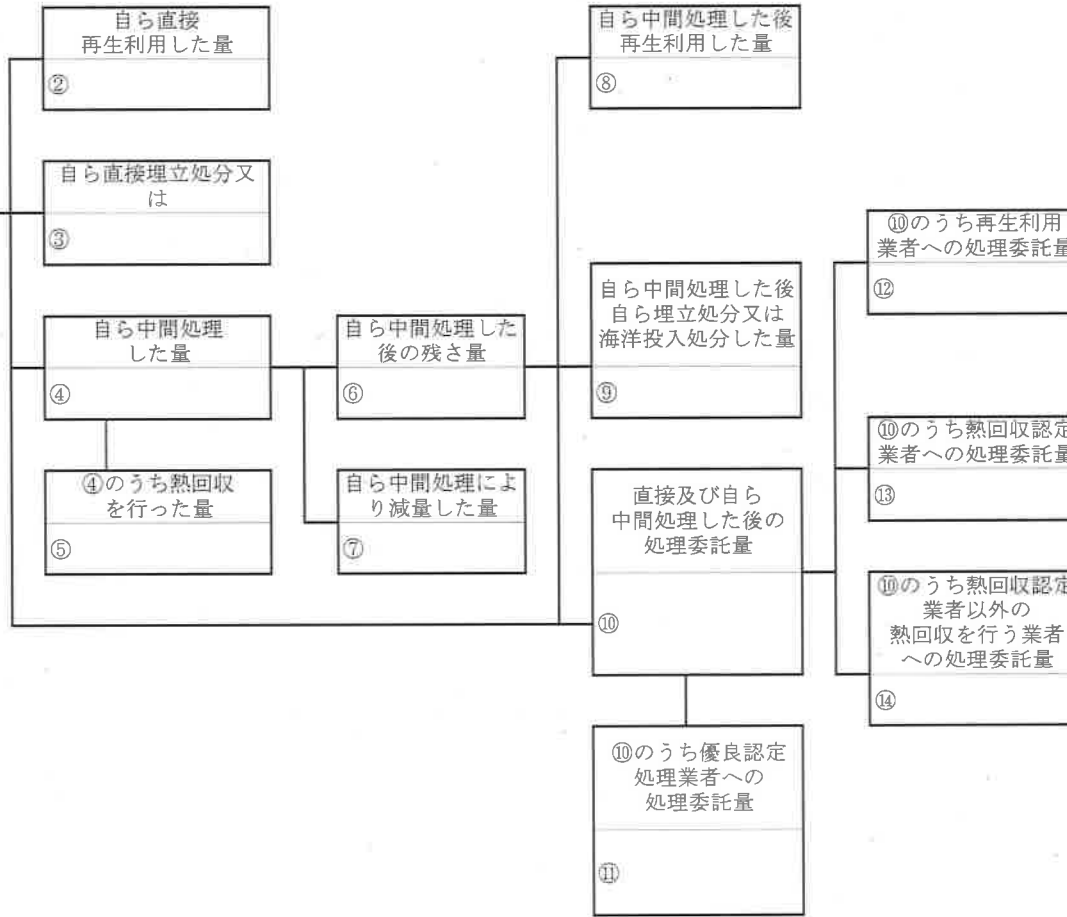 自ら直接
再生利用した量
②
自ら直接埋立処分又
は
③
自ら中間処理
した量
④
④のうち熱回収
を行った量
⑤
自ら中間処理した
後の残さ量
⑥
自ら中間処理によ
り減量した量
⑦
自ら中間処理した後
再生利用した量
⑧
自ら中間処理した後
自ら埋立処分又は
海洋投入処分した量
⑨
直接及び自ら
中間処理した後の
処理委託量
⑩
⑩のうち優良認定
処理業者への
処理委託量
⑪
⑩のうち再生利用
業者への処理委託量
⑫
⑩のうち熱回収認定
業者への処理委託量
⑬
⑩のうち熱回収認定
業者以外の
熱回収を行う業者
への処理委託量
⑭